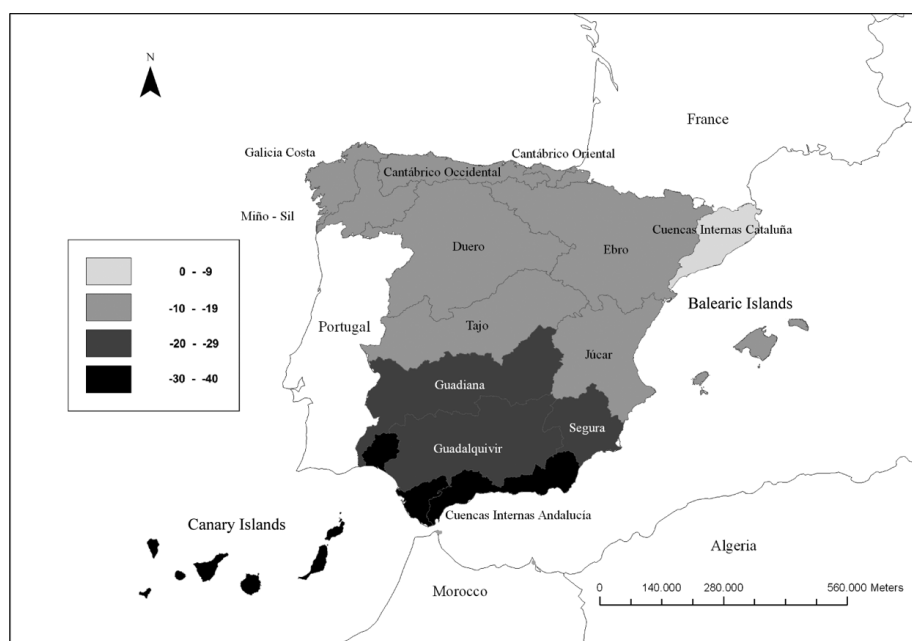 N
France
Galicia Costa
Cantábrico Oriental
Cantábrico Occidental
Miño - Sil
Cuencas Internas Cataluña
Duero
Ebro
0 - -9
-10 - -19
-20 - -29
-30 - -40
Balearic Islands
Portugal
Tajo
Júcar
Guadiana
Segura
Guadalquivir
Canary Islands
Cuencas Internas Andalucía
Algeria
Morocco
0 140.000 280.000 560.000 Meters